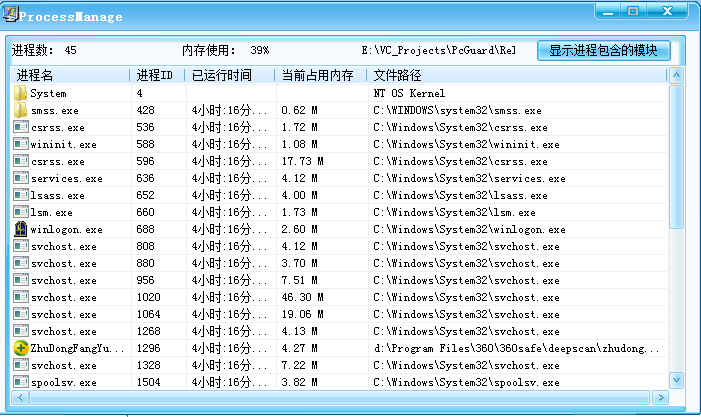 ProcessManage
进程数: 45 内存使用: 39% E:\VC_Projects\PcGuard\Rel 显示进程包含的模块
进程名 进程ID 已运行时间 当前占用内存 文件路径
System 4 NT OS Kernel
smss.exe 428 4小时:16分... 0.62 M C:\WINDOWS\system32\smss.exe
csrss.exe 536 4小时:16分... 1.72 M C:\Windows\System32\csrss.exe
wininit.exe 588 4小时:16分... 1.08 M C:\Windows\System32\wininit.exe
csrss.exe 596 4小时:16分... 17.73 M C:\Windows\System32\csrss.exe
services.exe 636 4小时:16分... 4.12 M C:\Windows\System32\services.exe
lsass.exe 652 4小时:16分... 4.00 M C:\Windows\System32\lsass.exe
lsm.exe 660 4小时:16分... 1.73 M C:\Windows\System32\lsm.exe
winlogon.exe 688 4小时:16分... 2.60 M C:\Windows\System32\winlogon.exe
svchost.exe 808 4小时:16分... 4.12 M C:\Windows\System32\svchost.exe
svchost.exe 880 4小时:16分... 3.70 M C:\Windows\System32\svchost.exe
svchost.exe 956 4小时:16分... 7.51 M C:\Windows\System32\svchost.exe
svchost.exe 1020 4小时:16分... 46.30 M C:\Windows\System32\svchost.exe
svchost.exe 1064 4小时:16分... 19.06 M C:\Windows\System32\svchost.exe
svchost.exe 1268 4小时:16分... 4.13 M C:\Windows\System32\svchost.exe
ZhuDongFangYu... 1296 4小时:16分... 4.27 M d:\Program Files\360\360safe\deepscan\zhudong...
svchost.exe 1328 4小时:16分... 7.22 M C:\Windows\System32\svchost.exe
spoolsv.exe 1504 4小时:16分... 3.82 M C:\Windows\System32\spoolsv.exe